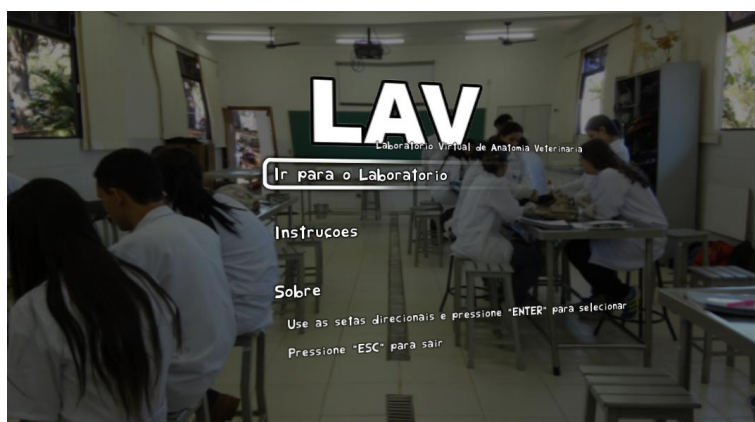 LAV
Laboratorio Virtual de Anatomia Veterinaria
Ir para o Laboratorio
Instruçoes
Sobre
Use as setas direcionais e pressione "ENTER" para selecionar
Pressione "ESC" para sair